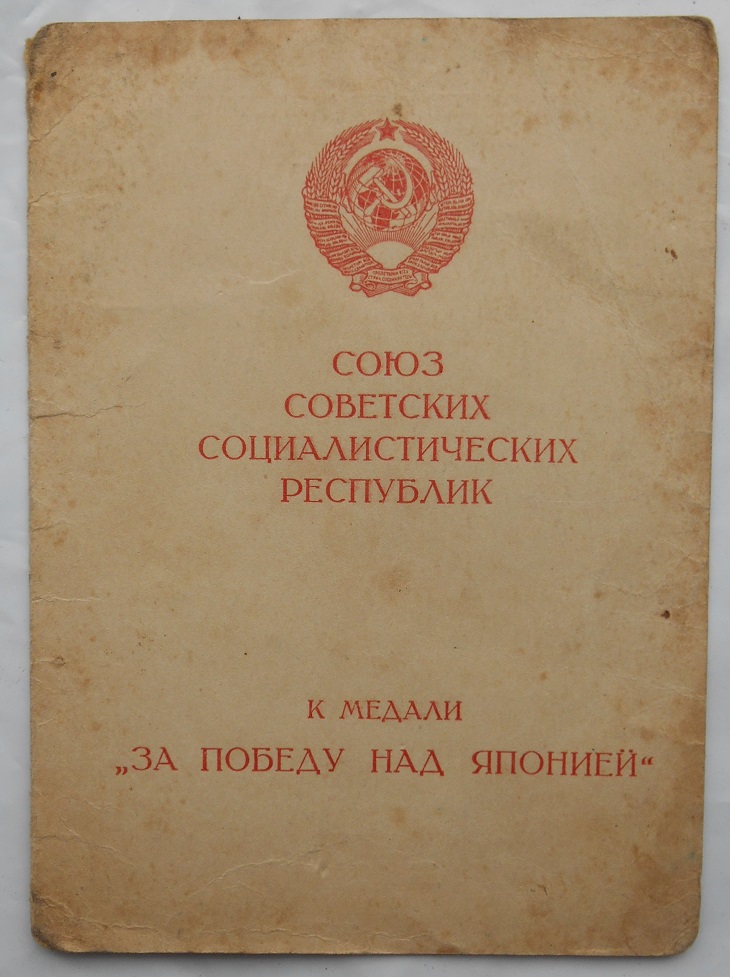 СОЮЗ
СОВЕТСКИХ
СОЦИАЛИСТИЧЕСКИХ
РЕСПУБЛИК
К МЕДАЛИ
„ЗА ПОБЕДУ НАД ЯПОНИЕЙ“